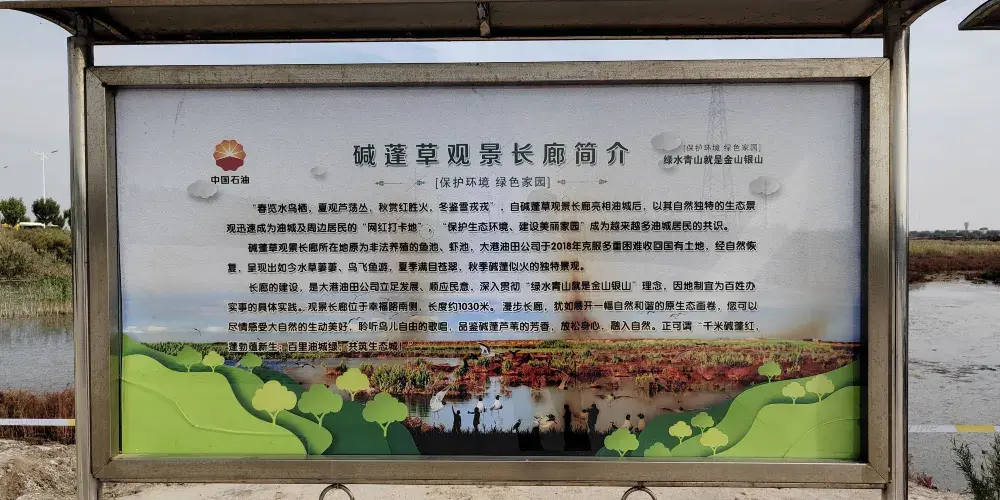 碱蓬草观景长廊简介
[保护环境 绿色家园]
中国石油
[保护环境 绿色家园]
绿水青山就是金山银山
“春览水鸟栖，夏观芦荡丛，秋赏红胜火，冬鉴雪戎戎”，自碱蓬草观景长廊亮相油城后，以其自然独特的生态景
观迅速成为油城及周边居民的“网红打卡地”，“保护生态环境、建设美丽家园”成为越来越多油城居民的共识。
碱蓬草观景长廊所在地原为非法养殖的鱼池、虾池，大港油田公司于2018年克服多重困难收回国有土地，经自然恢
复，呈现出如今水草萋萋、鸟飞鱼游，夏季满目苍翠，秋季碱蓬似火的独特景观。
长廊的建设，是大港油田公司立足发展、顺应民意，深入贯彻“绿水青山就是金山银山”理念，因地制宜为百姓办
实事的具体实践。观景长廊位于幸福路南侧，长度约1030米。漫步长廊，犹如展开一幅自然和谐的原生态画卷，您可以
尽情感受大自然的生动美好，聆听鸟儿自由的歌唱，品鉴碱蓬芦苇的芳香，放松身心，融入自然。正可谓“千米碱蓬红，
蓬勃蕴新生；百里油城绿，共筑生态城